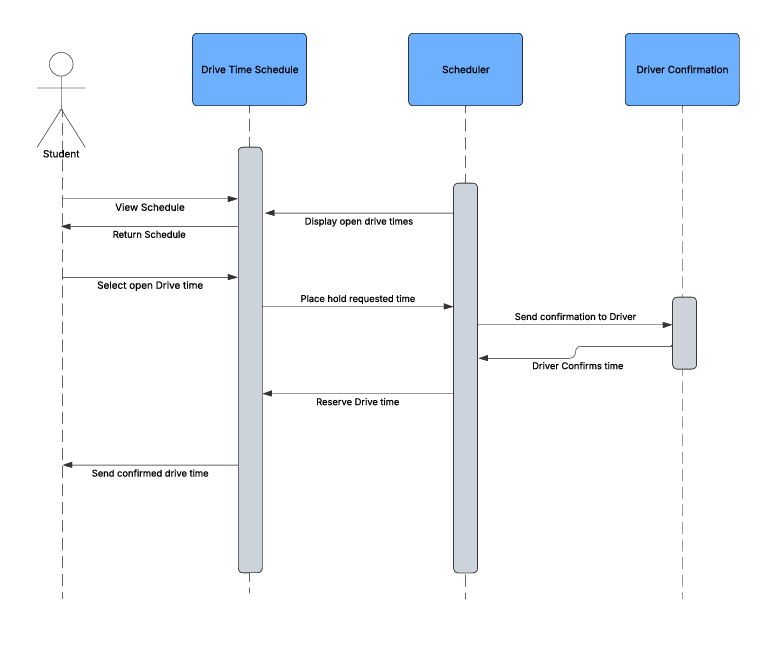 Drive Time Schedule
Scheduler
Driver Confirmation
Student
View Schedule
Display open drive times
Return Schedule
Select open Drive time
Place hold requested time
Send confirmation to Driver
Driver Confirms time
Reserve Drive time
Send confirmed drive time